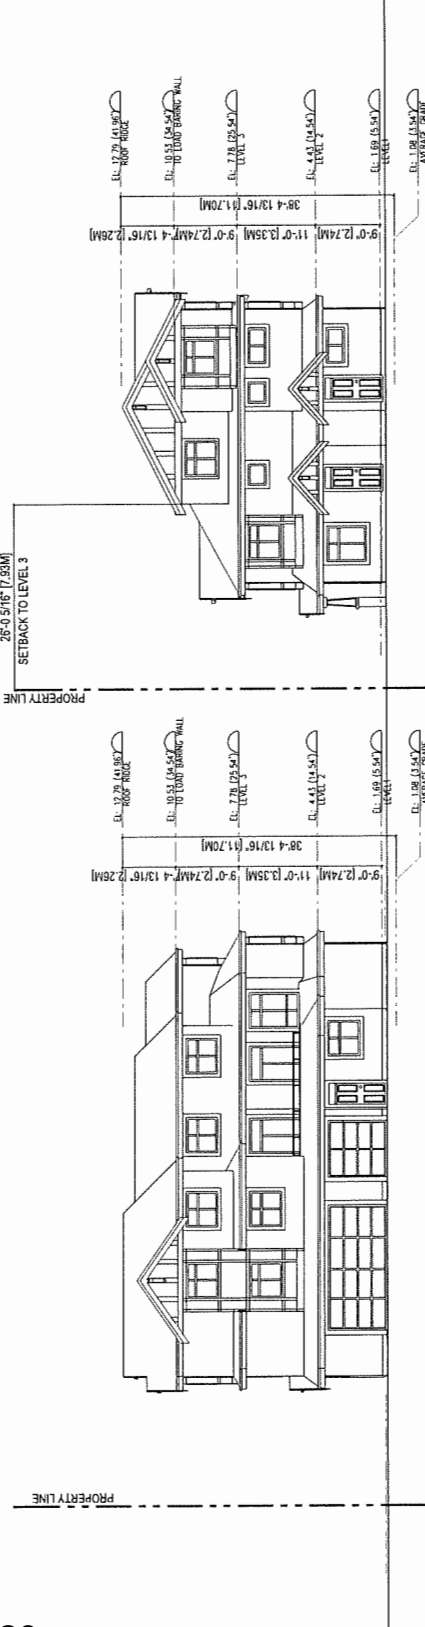 EL: 12.79 (41.96')
ROOF RIDGE
EL: 10.53 (34.54')
TO LOAD BARING WALL
EL: 7.78 (25.54')
LEVEL 3
EL: 4.43 (14.54')
LEVEL 2
EL: 1.69 (5.54')
LEVEL1
EL: 1.08 (3.54')
AVERAGE GRADE
38'-4 13/16" [11.70M]
9'-0" [2.74M]
11'-0" [3.35M]
9'-0" [2.74M]
7'-4 13/16" [2.26M]
26'-0 5/16" [7.93M]
SETBACK TO LEVEL 3
PROPERTY LINE
EL: 12.79 (41.96')
ROOF RIDGE
EL: 10.53 (34.54')
TO LOAD BARING WALL
EL: 7.78 (25.54')
LEVEL 3
EL: 4.43 (14.54')
LEVEL 2
EL: 1.69 (5.54')
LEVEL1
EL: 1.08 (3.54')
AVERAGE GRADE
38'-4 13/16" [11.70M]
9'-0" [2.74M]
11'-0" [3.35M]
9'-0" [2.74M]
7'-4 13/16" [2.26M]
PROPERTY LINE